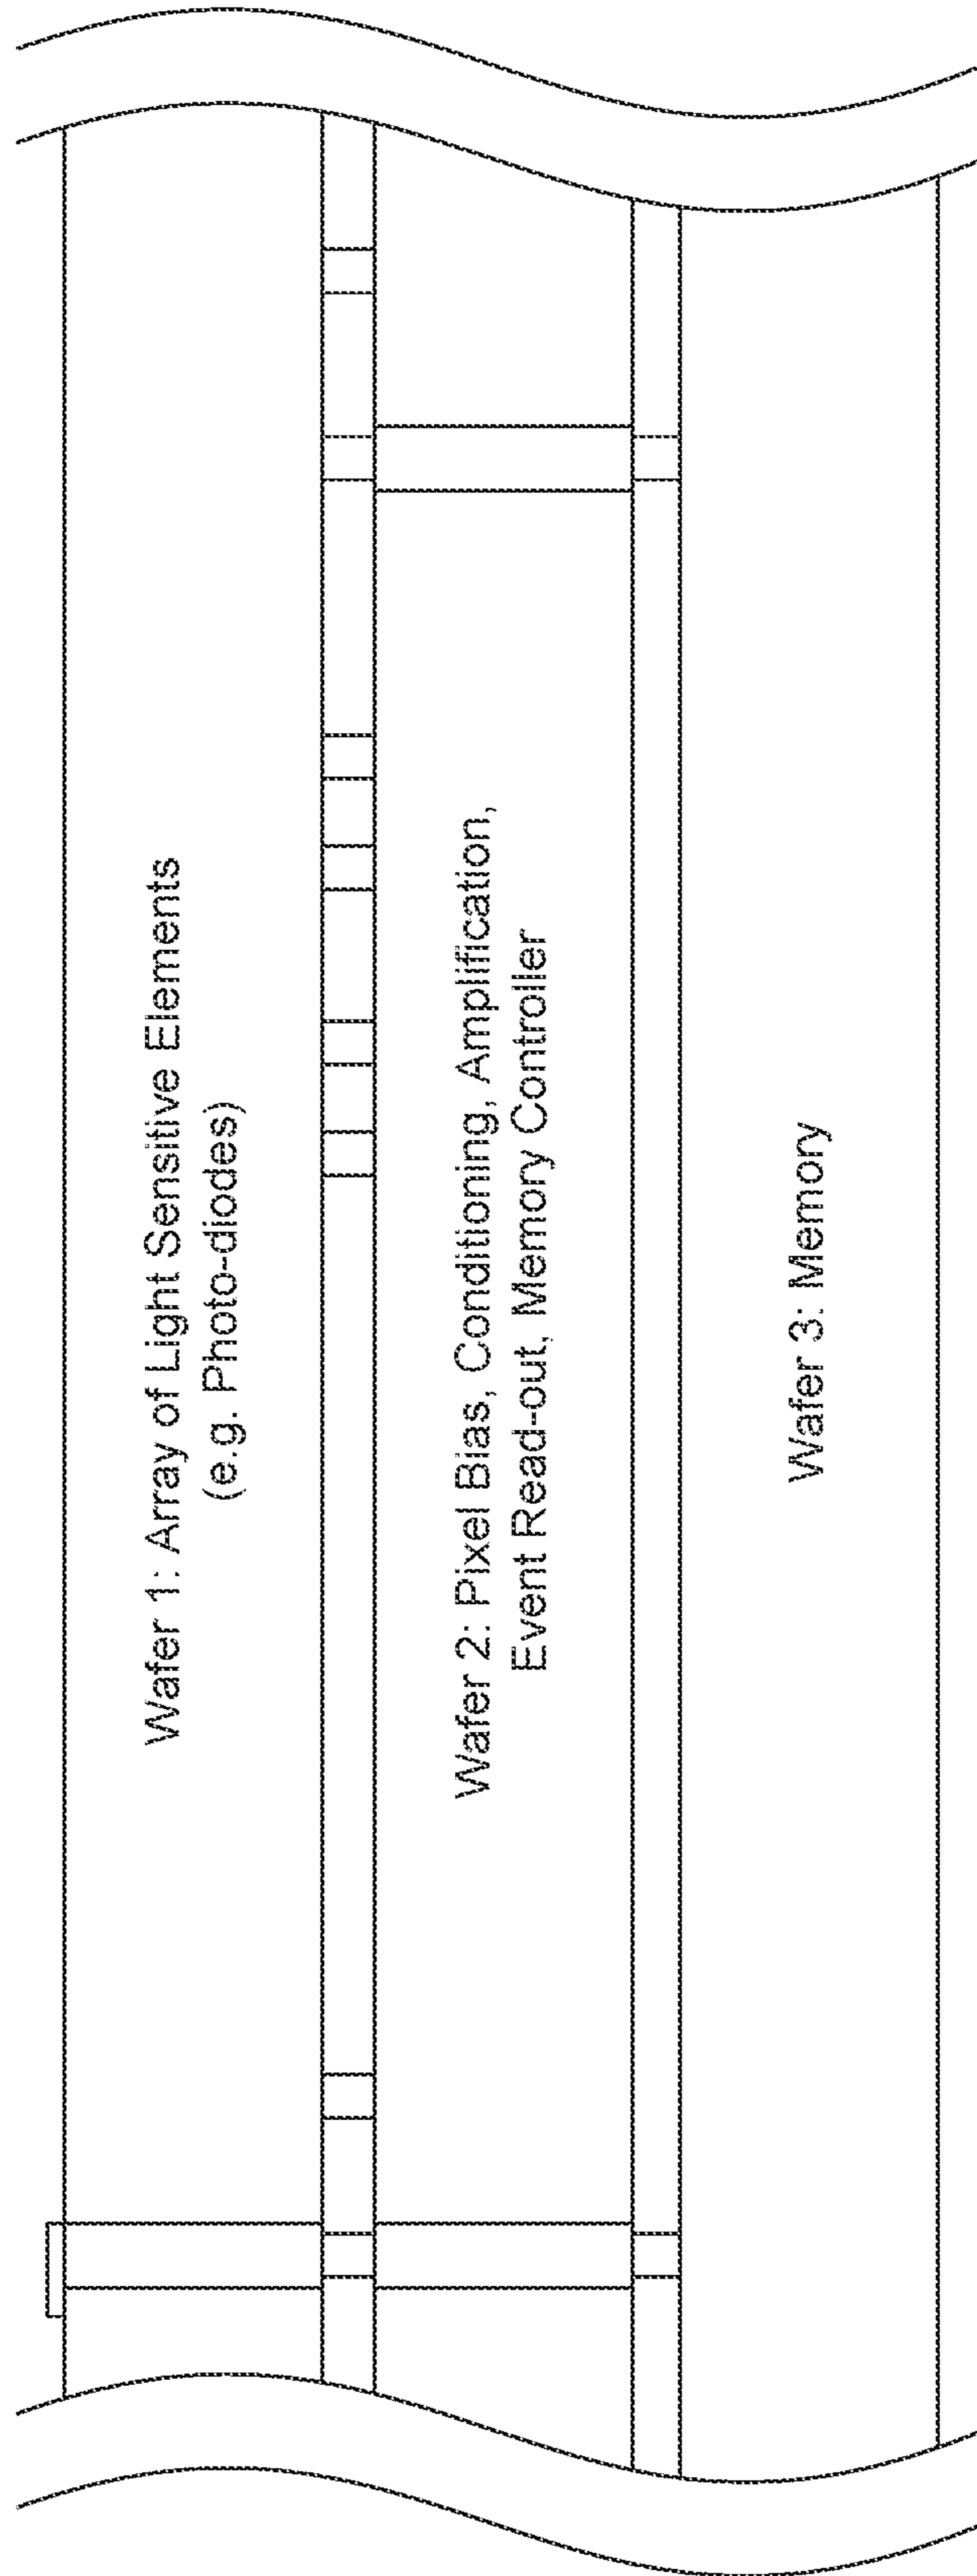 Wafer 1: Array of Light Sensitive Elements
(e.g. Photo-diodes)
Wafer 2: Pixel Bias, Conditioning, Amplification,
Event Read-out, Memory Controller
Wafer 3: Memory